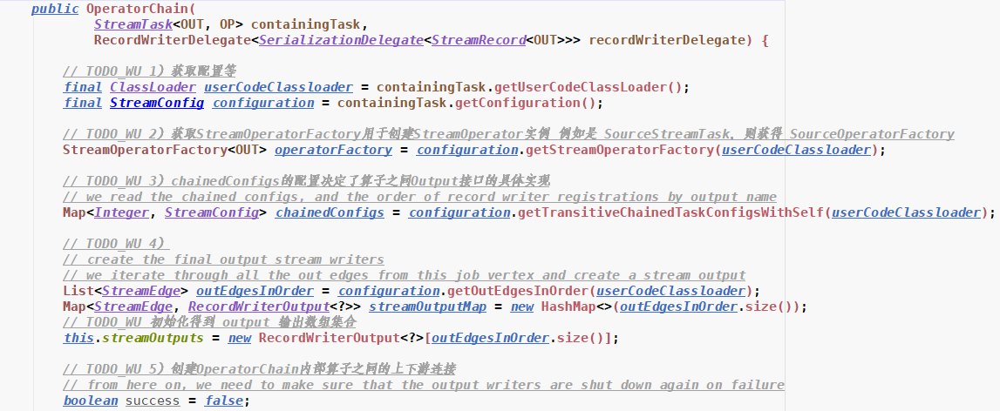 public OperatorChain(
StreamTask<OUT, OP> containingTask,
RecordWriterDelegate<SerializationDelegate<StreamRecord<OUT>>> recordWriterDelegate) {
// TODO_WU 1）获取配置等
final ClassLoader userCodeClassloader = containingTask.getUserCodeClassLoader();
final StreamConfig configuration = containingTask.getConfiguration();
// TODO_WU 2）获取StreamOperatorFactory用于创建StreamOperator实例 例如是 SourceStreamTask，则获得 SourceOperatorFactory
StreamOperatorFactory<OUT> operatorFactory = configuration.getStreamOperatorFactory(userCodeClassloader);
// TODO_WU 3）chainedConfigs的配置决定了算子之间Output接口的具体实现
// we read the chained configs, and the order of record writer registrations by output name
Map<Integer, StreamConfig> chainedConfigs = configuration.getTransitiveChainedTaskConfigsWithSelf(userCodeClassloader);
// TODO_WU 4）
// create the final output stream writers
// we iterate through all the out edges from this job vertex and create a stream output
List<StreamEdge> outEdgesInOrder = configuration.getOutEdgesInOrder(userCodeClassloader);
Map<StreamEdge, RecordWriterOutput<?>> streamOutputMap = new HashMap<>(outEdgesInOrder.size());
// TODO_WU 初始化得到 output 输出数组集合
this.streamOutputs = new RecordWriterOutput<?>[outEdgesInOrder.size()];
// TODO_WU 5）创建OperatorChain内部算子之间的上下游连接
// from here on, we need to make sure that the output writers are shut down again on failure
boolean success = false;